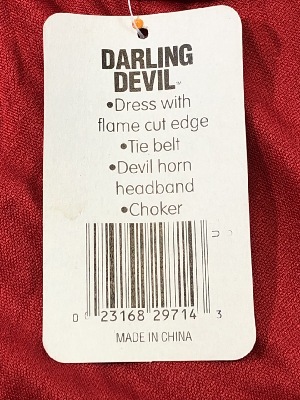 DARLING
DEVIL™
•Dress with
flame cut edge
•Tie belt
•Devil horn
headband
•Choker
0 23168 29714 3
MADE IN CHINA